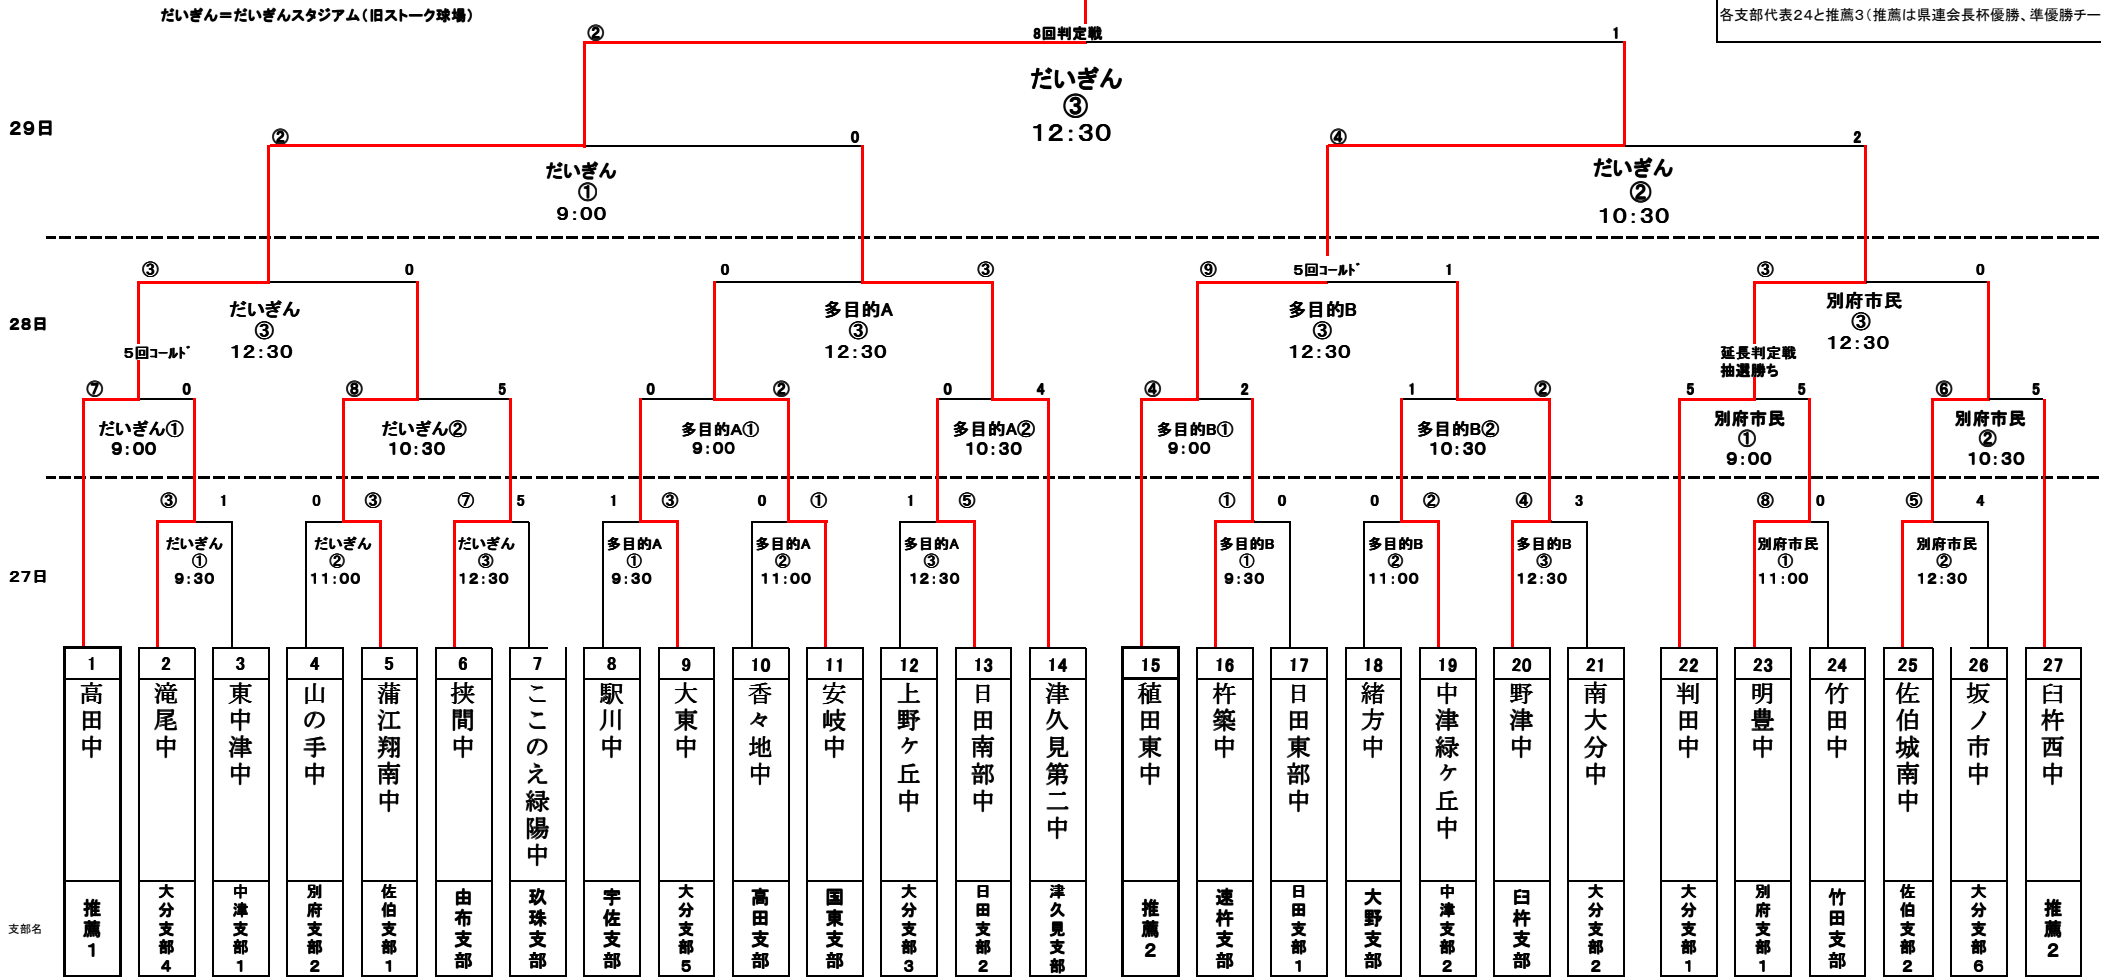 だいぎん＝だいぎんスタジアム（旧ストーク球場）
各支部代表24と推薦3（推薦は県連会長杯優勝、準優勝チー
② 8回判定戦 1
だいぎん
③
12:30
29日
② 0 ④ 2
だいぎん
①
9:00
だいぎん
②
10:30
③ 0 0 ③ ⑨ 5回コールド 1 ③ 0
28日
だいぎん
③
12:30
多目的A
③
12:30
多目的B
③
12:30
別府市民
③
12:30
5回コールド
延長判定戦
抽選勝ち
⑦ 0 ⑧ 5 0 ② 0 4 ④ 2 1 ② 5 5 ⑥ 5
だいぎん①
9:00
だいぎん②
10:30
多目的A①
9:00
多目的A②
10:30
多目的B①
9:00
多目的B②
10:30
別府市民
①
9:00
別府市民
②
10:30
③ 1 0 ③ ⑦ 5 1 ③ 0 ① 1 ⑤ ① 0 0 ② ④ 3 ⑧ 0 ⑤ 4
27日
だいぎん
①
9:30
だいぎん
②
11:00
だいぎん
③
12:30
多目的A
①
9:30
多目的A
②
11:00
多目的A
③
12:30
多目的B
①
9:30
多目的B
②
11:00
多目的B
③
12:30
別府市民
①
11:00
別府市民
②
12:30
1 2 3 4 5 6 7 8 9 10 11 12 13 14 15 16 17 18 19 20 21 22 23 24 25 26 27
高田中
滝尾中
東中津中
山の手中
蒲江翔南中
挾間中
ここのえ緑陽中
駅川中
大東中
香々地中
安岐中
上野ケ丘中
日田南部中
津久見第二中
稙田東中
杵築中
日田東部中
緒方中
中津緑ケ丘中
野津中
南大分中
判田中
明豊中
竹田中
佐伯城南中
坂ノ市中
臼杵西中
支部名
推薦1
大分支部4
中津支部1
別府支部2
佐伯支部1
由布支部
玖珠支部
宇佐支部
大分支部5
高田支部
国東支部
大分支部3
日田支部2
津久見支部
推薦2
速杵支部
日田支部1
大野支部
中津支部2
臼杵支部
大分支部2
大分支部1
別府支部1
竹田支部
佐伯支部2
大分支部6
推薦2